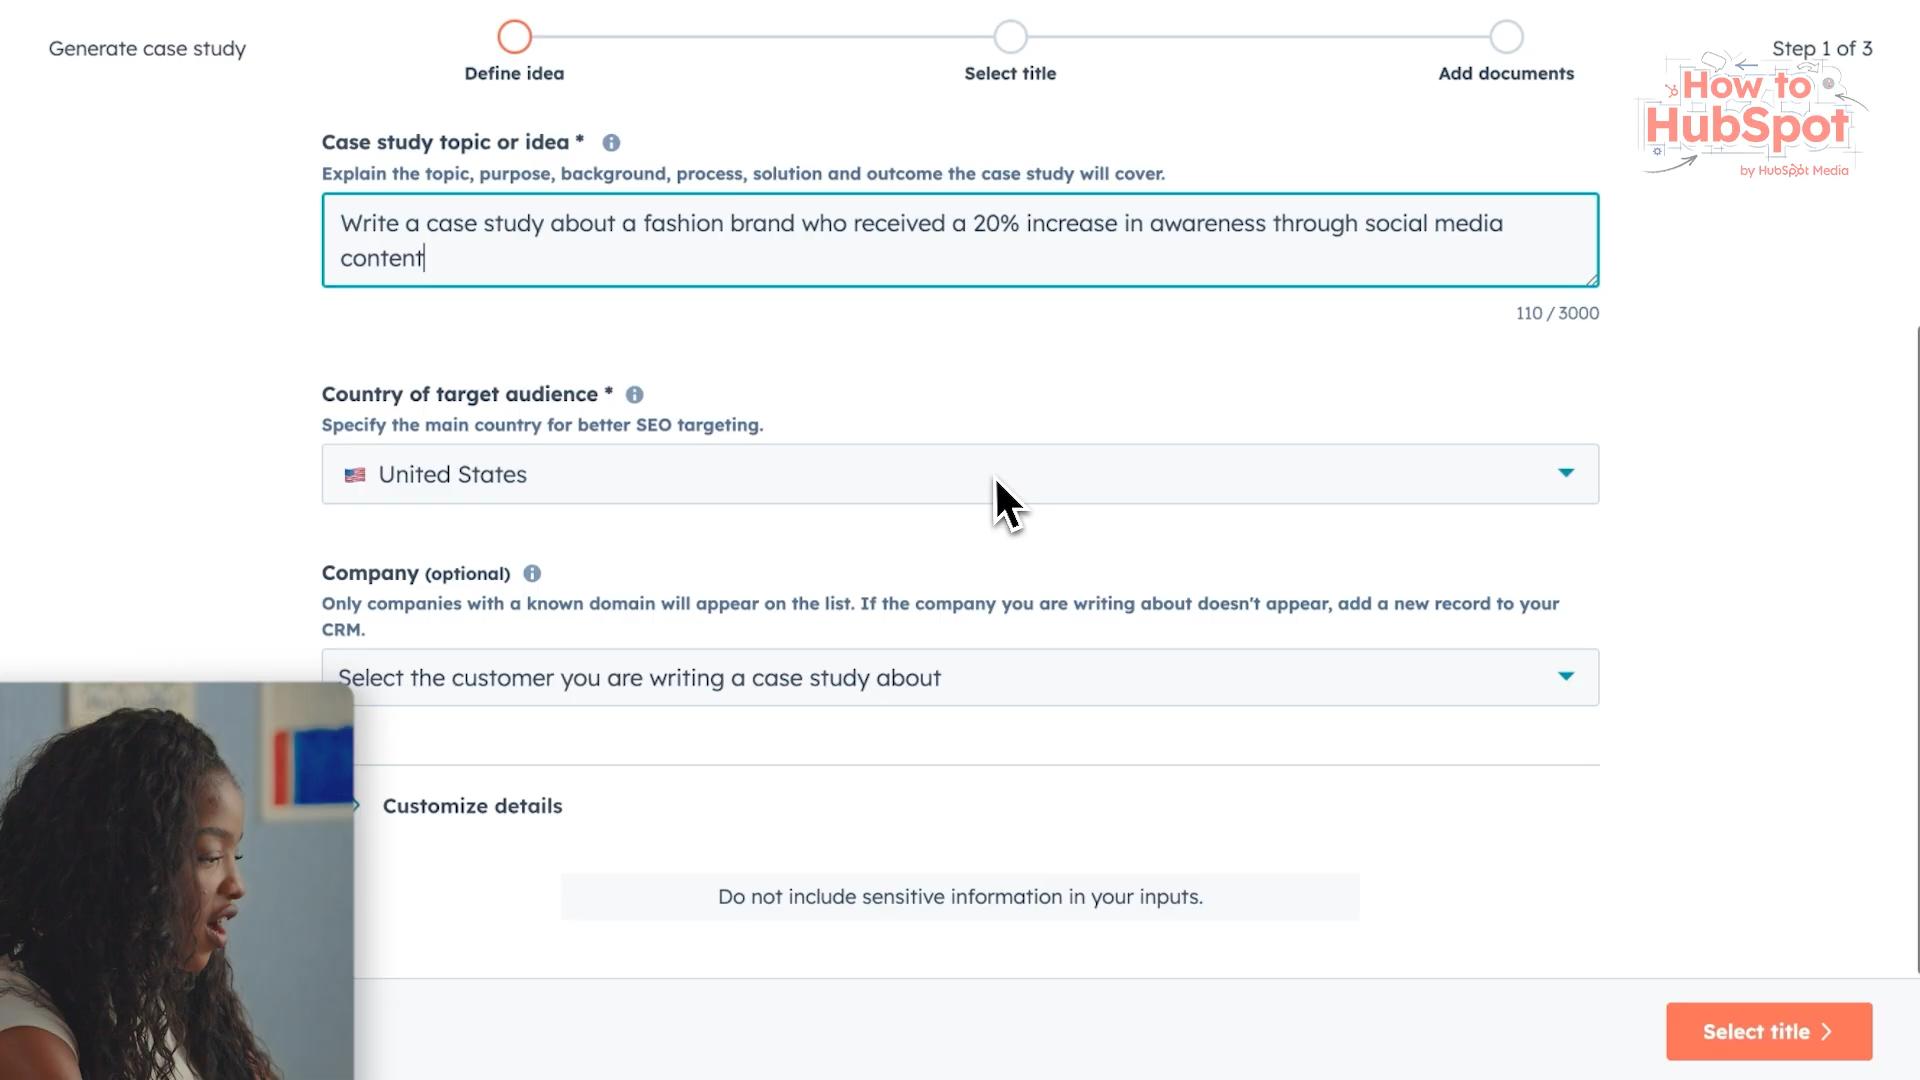 Generate case study
Define idea
Select title
Add documents
Step 1 of 3
How to
HubSpot
by HubSpot Media
Case study topic or idea *
Explain the topic, purpose, background, process, solution and outcome the case study will cover.
Write a case study about a fashion brand who received a 20% increase in awareness through social media
content
110 / 3000
Country of target audience *
Specify the main country for better SEO targeting.
United States
Company (optional)
Only companies with a known domain will appear on the list. If the company you are writing about doesn't appear, add a new record to your
CRM.
Select the customer you are writing a case study about
Customize details
Do not include sensitive information in your inputs.
Select title